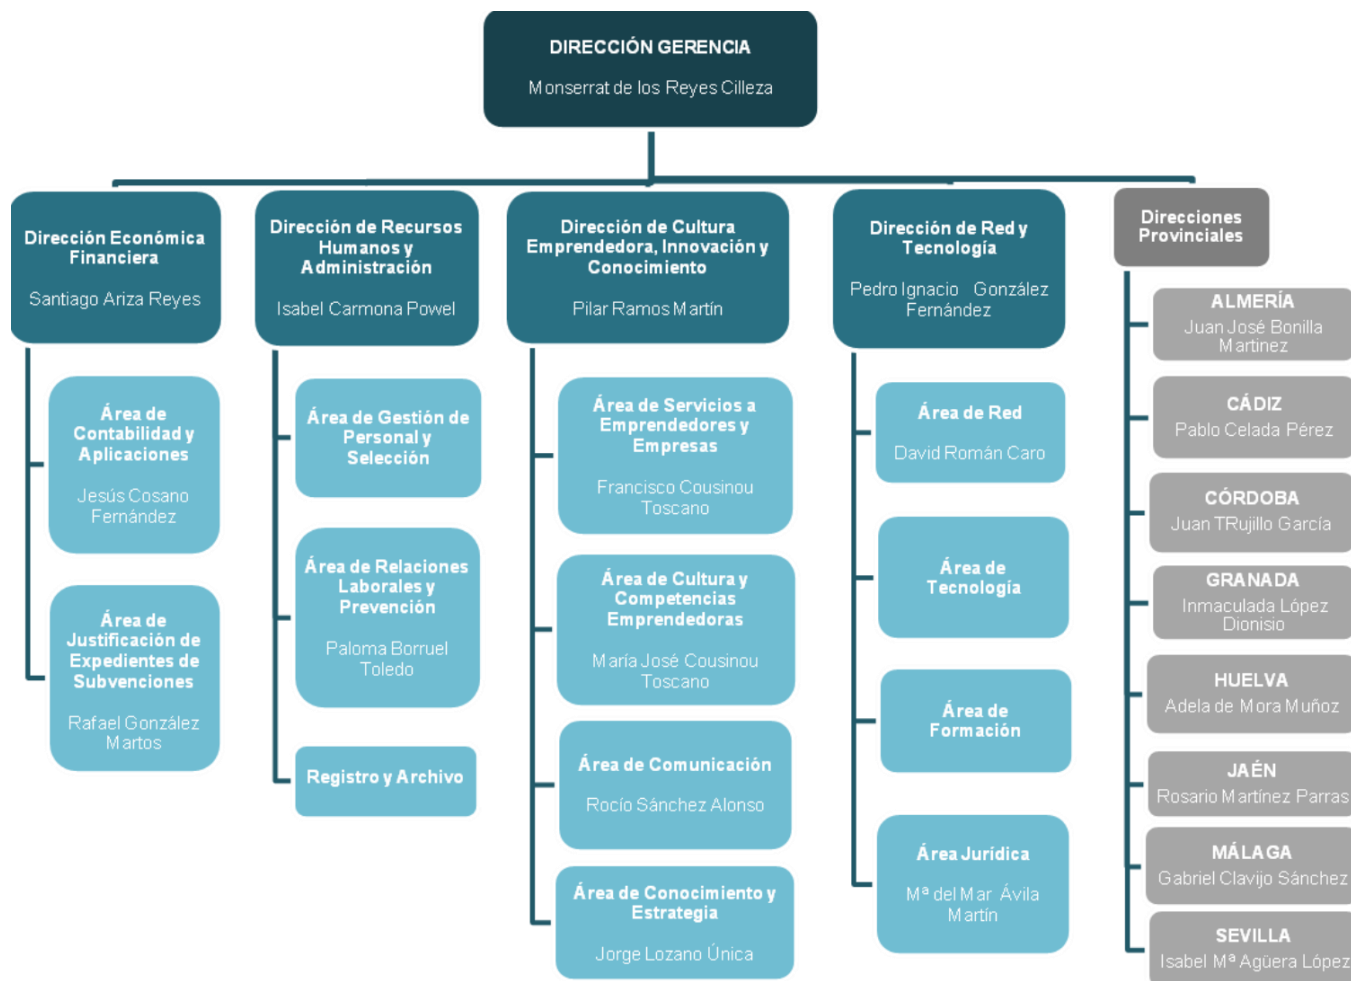 DIRECCIÓN GERENCIA
Monserrat de los Reyes Cilleza
Dirección Económica
Financiera
Santiago Ariza Reyes
Área de
Contabilidad y
Aplicaciones
Jesús Cosano
Fernández
Área de
Justificación de
Expedientes de
Subvenciones
Rafael González
Martos
Dirección de Recursos
Humanos y
Administración
Isabel Carmona Powel
Área de Gestión de
Personal y
Selección
Área de Relaciones
Laborales y
Prevención
Paloma Borruel
Toledo
Registro y Archivo
Dirección de Cultura
Emprendedora, Innovación y
Conocimiento
Pilar Ramos Martín
Área de Servicios a
Emprendedores y
Empresas
Francisco Cousinou
Toscano
Área de Cultura y
Competencias
Emprendedoras
María José Cousinou
Toscano
Área de Comunicación
Rocío Sánchez Alonso
Área de Conocimiento y
Estrategia
Jorge Lozano Única
Dirección de Red y
Tecnología
Pedro Ignacio González
Fernández
Área de Red
David Román Caro
Área de
Tecnología
Área de
Formación
Área Jurídica
Mª del Mar Ávila
Martín
Direcciones
Provinciales
ALMERÍA
Juan José Bonilla
Martinez
CÁDIZ
Pablo Celada Pérez
CÓRDOBA
Juan TRujillo García
GRANADA
Inmaculada López
Dionisio
HUELVA
Adela de Mora Muñoz
JAÉN
Rosario Martínez Parras
MÁLAGA
Gabriel Clavijo Sánchez
SEVILLA
Isabel Mª Agüera López